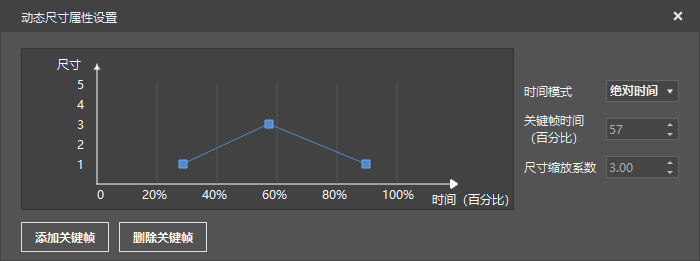 动态尺寸属性设置
尺寸
5
4
3
2
1
0 20% 40% 60% 80% 100%
时间（百分比）
时间模式 绝对时间
关键帧时间
（百分比） 57
尺寸缩放系数 3.00
添加关键帧 删除关键帧